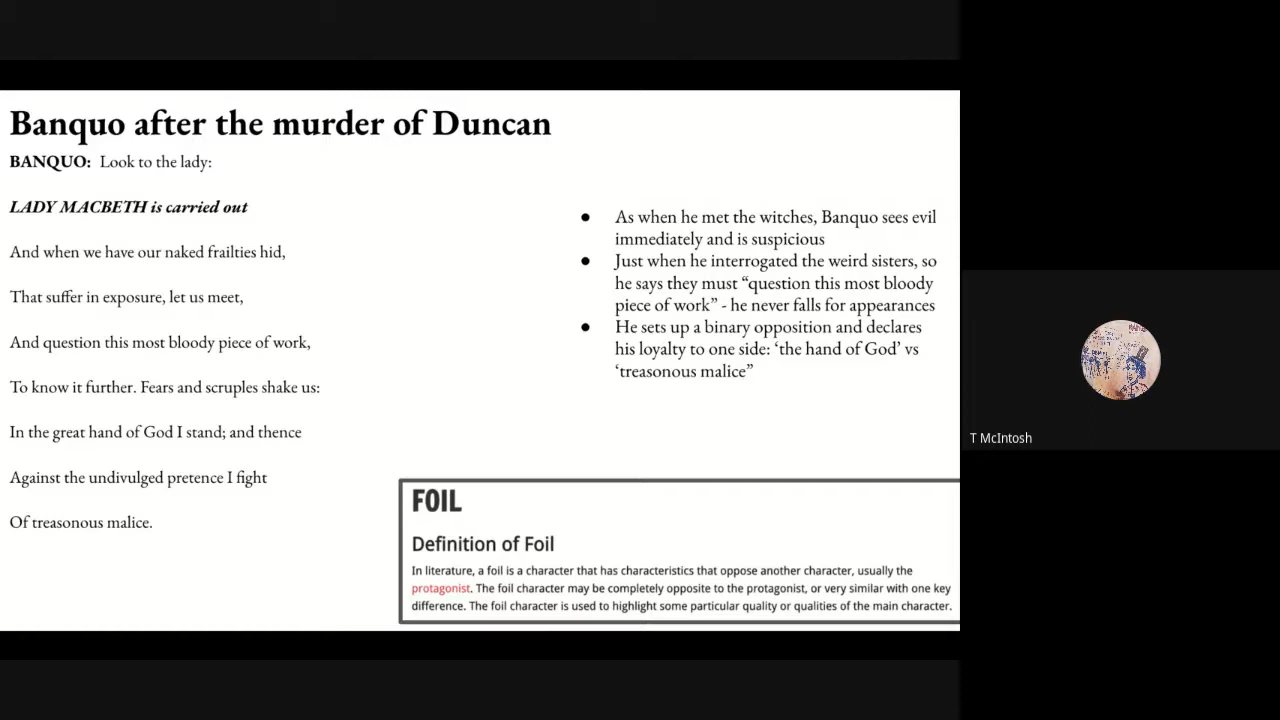 Banquo after the murder of Duncan
BANQUO: Look to the lady:
LADY MACBETH is carried out
And when we have our naked frailties hid,
That suffer in exposure, let us meet,
And question this most bloody piece of work,
To know it further. Fears and scruples shake us:
In the great hand of God I stand; and thence
Against the undivulged pretence I fight
Of treasonous malice.
● As when he met the witches, Banquo sees evil
immediately and is suspicious
● Just when he interrogated the weird sisters, so
he says they must “question this most bloody
piece of work” - he never falls for appearances
● He sets up a binary opposition and declares
his loyalty to one side: ‘the hand of God’ vs
‘treasonous malice”
FOIL
Definition of Foil
In literature, a foil is a character that has characteristics that oppose another character, usually the
protagonist. The foil character may be completely opposite to the protagonist, or very similar with one key
difference. The foil character is used to highlight some particular quality or qualities of the main character.
T McIntosh